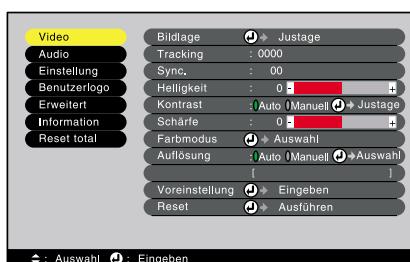 Video
Audio
Einstellung
Benutzerlogo
Erweitert
Information
Reset total
Bildlage Justage
Tracking : 0000
Sync. : 00
Helligkeit : 0 - +
Kontrast : Auto Manuell Justage
Schärfe : 0 - +
Farbmodus Auswahl
Auflösung : Auto Manuell Auswahl
[ ]
Voreinstellung Eingeben
Reset Ausführen
: Auswahl : Eingeben